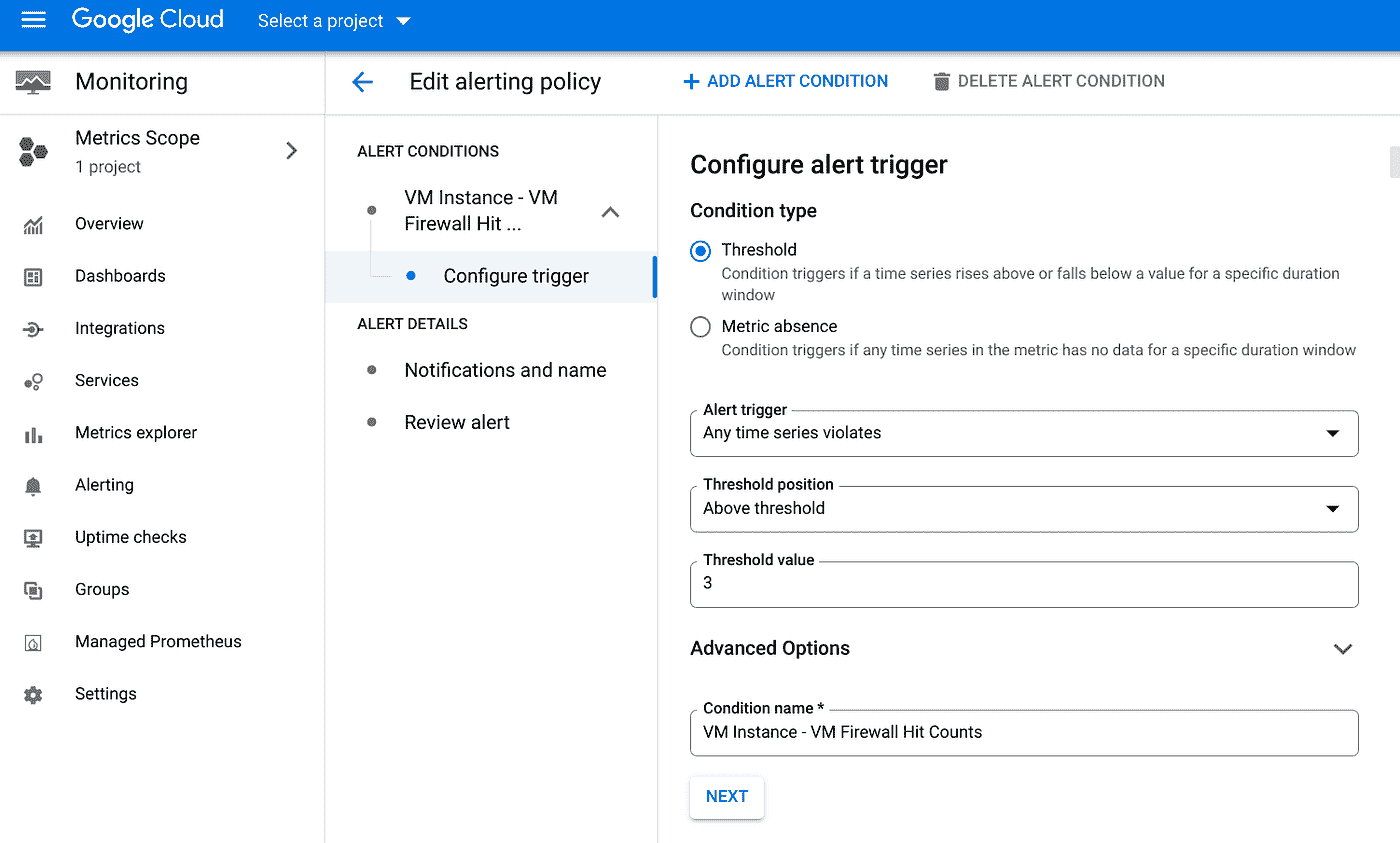 Google Cloud
Select a project
Monitoring
Edit alerting policy
ADD ALERT CONDITION
DELETE ALERT CONDITION
Metrics Scope
1 project
Overview
Dashboards
Integrations
Services
Metrics explorer
Alerting
Uptime checks
Groups
Managed Prometheus
Settings
ALERT CONDITIONS
VM Instance - VM
Firewall Hit ...
Configure trigger
ALERT DETAILS
Notifications and name
Review alert
Configure alert trigger
Condition type
Threshold
Condition triggers if a time series rises above or falls below a value for a specific duration
window
Metric absence
Condition triggers if any time series in the metric has no data for a specific duration window
Alert trigger
Any time series violates
Threshold position
Above threshold
Threshold value
3
Advanced Options
Condition name *
VM Instance - VM Firewall Hit Counts
NEXT